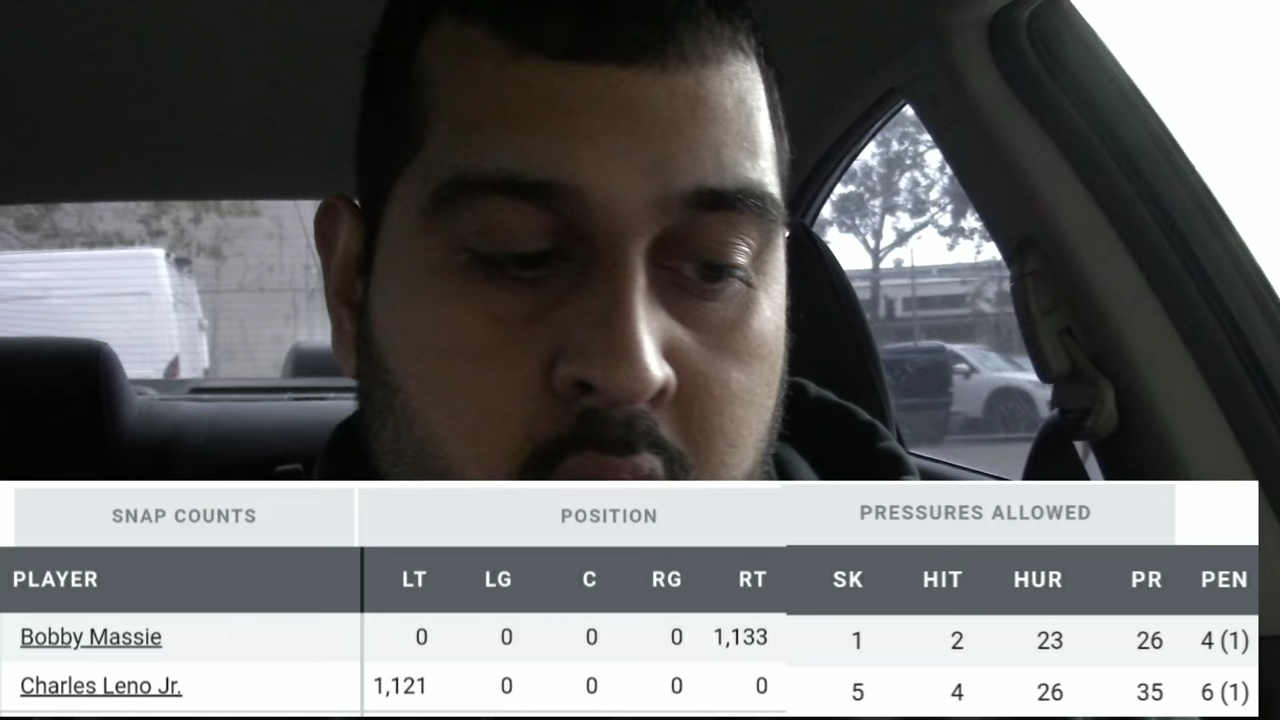 SNAP COUNTS POSITION PRESSURES ALLOWED
PLAYER LT LG C RG RT SK HIT HUR PR PEN
Bobby Massie 0 0 0 0 1,133 1 2 23 26 4 (1)
Charles Leno Jr. 1,121 0 0 0 0 5 4 26 35 6 (1)